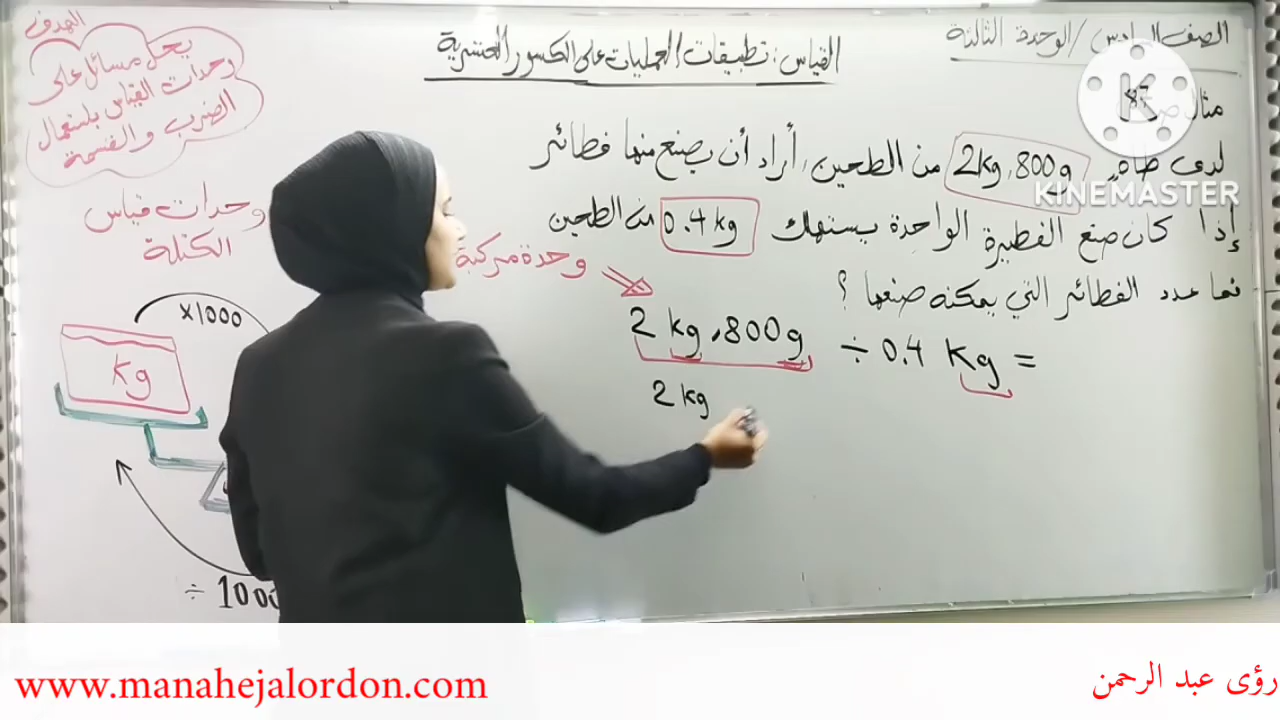 الصف السادس / الوحدة الثالثة
القياس: تطبيقات / العمليات على الكسور العشرية
الهدف
يحل مسائل على
وحدات القياس باستعمال
الضرب والقسمة
مثال
KINEMASTER
لدى طاهٍ 2kg, 800g من الطحين، أراد أن يصنع منها فطائر
إذا كان صنع الفطيرة الواحدة يستهلك 0.4 kg من الطحين
فما عدد الفطائر التي يمكنه صنعها ؟
وحدة مركبة
2 kg, 800g ÷ 0.4 Kg =
2 kg
وحدات قياس
الكتلة
x1000
kg
÷ 1000
www.manahejalordon.com
رؤى عبد الرحمن